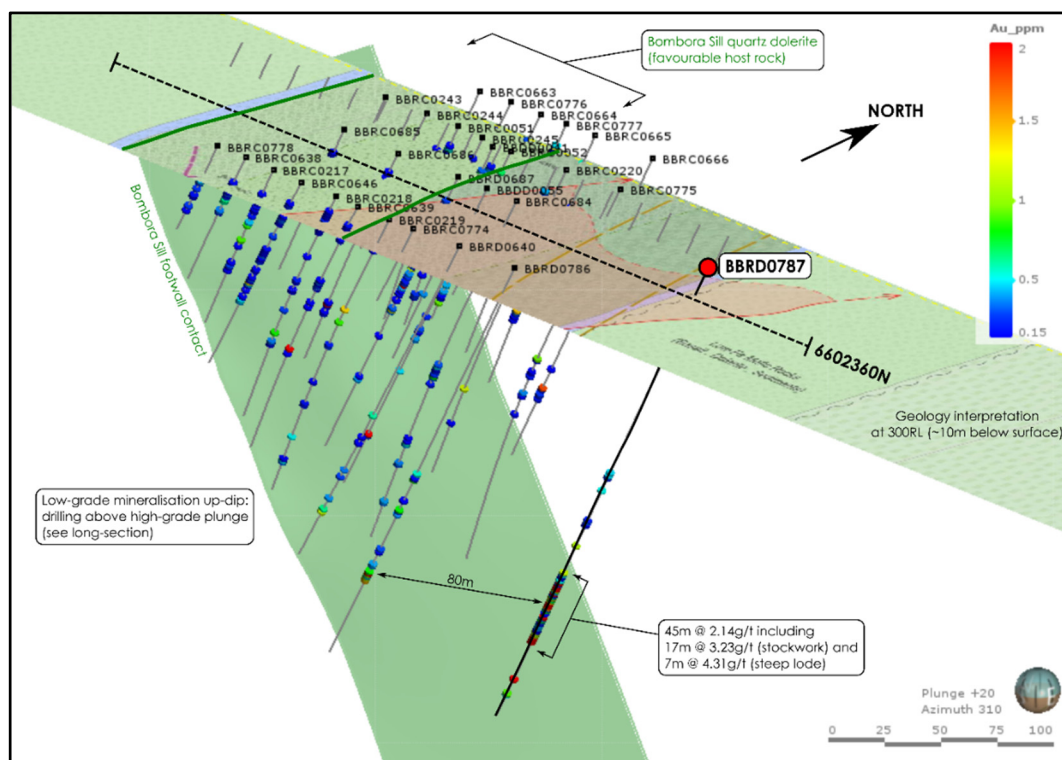 Au_ppm
2
1.5
1
0.5
0.15
Bombora Sill quartz dolerite
(favourable host rock)
NORTH
BBRC0663
BBRC0243
BBRC0776
BBRC0244
BBRC0664
BBRC0051
BBRC0777
BBRC0685
BBRC0245
BBRC0665
BBRC0778
BBRC0686
BBRC0638
BBRC0666
BBRC0217
BBRC0220
BBRC0646
BBRD0687
BBDD0055
BBRC0775
BBRC0218
BBRC0684
BBRC0639
BBRC0219
BBRC0774
BBRD0640
BBRD0786
BBRD0787
6602360N
Bombora Sill footwall contact
Geology interpretation
at 300RL (~10m below surface)
Low-grade mineralisation up-dip:
drilling above high-grade plunge
(see long-section)
80m
45m @ 2.14g/t including
17m @ 3.23g/t (stockwork) and
7m @ 4.31g/t (steep lode)
Plunge +20
Azimuth 310
0 25 50 75 100